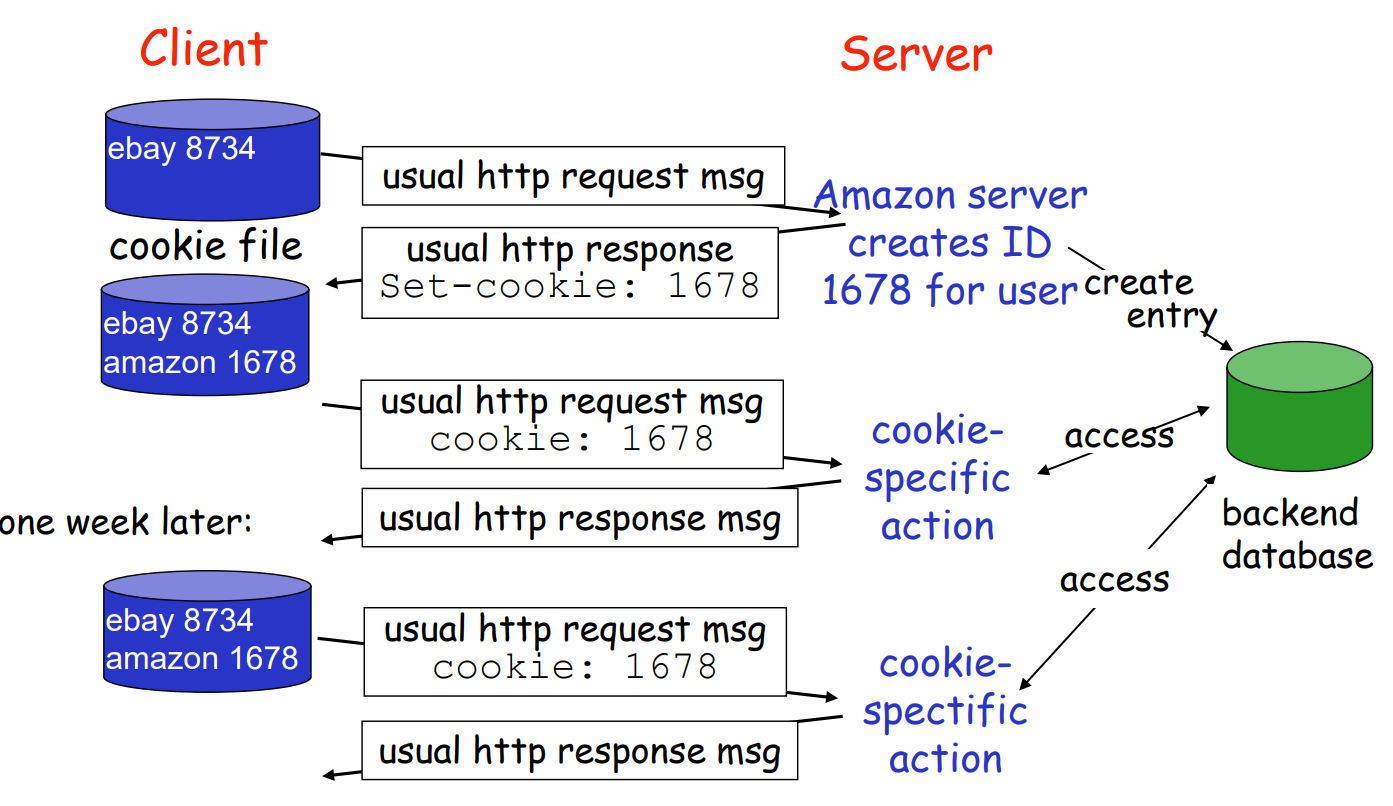 Client
Server
ebay 8734
usual http request msg
Amazon server
creates ID
1678 for user
cookie file
usual http response
Set-cookie: 1678
create
entry
ebay 8734
amazon 1678
usual http request msg
cookie: 1678
cookie-
specific
action
access
usual http response msg
one week later:
backend
database
access
ebay 8734
amazon 1678
usual http request msg
cookie: 1678
cookie-
spectific
action
usual http response msg